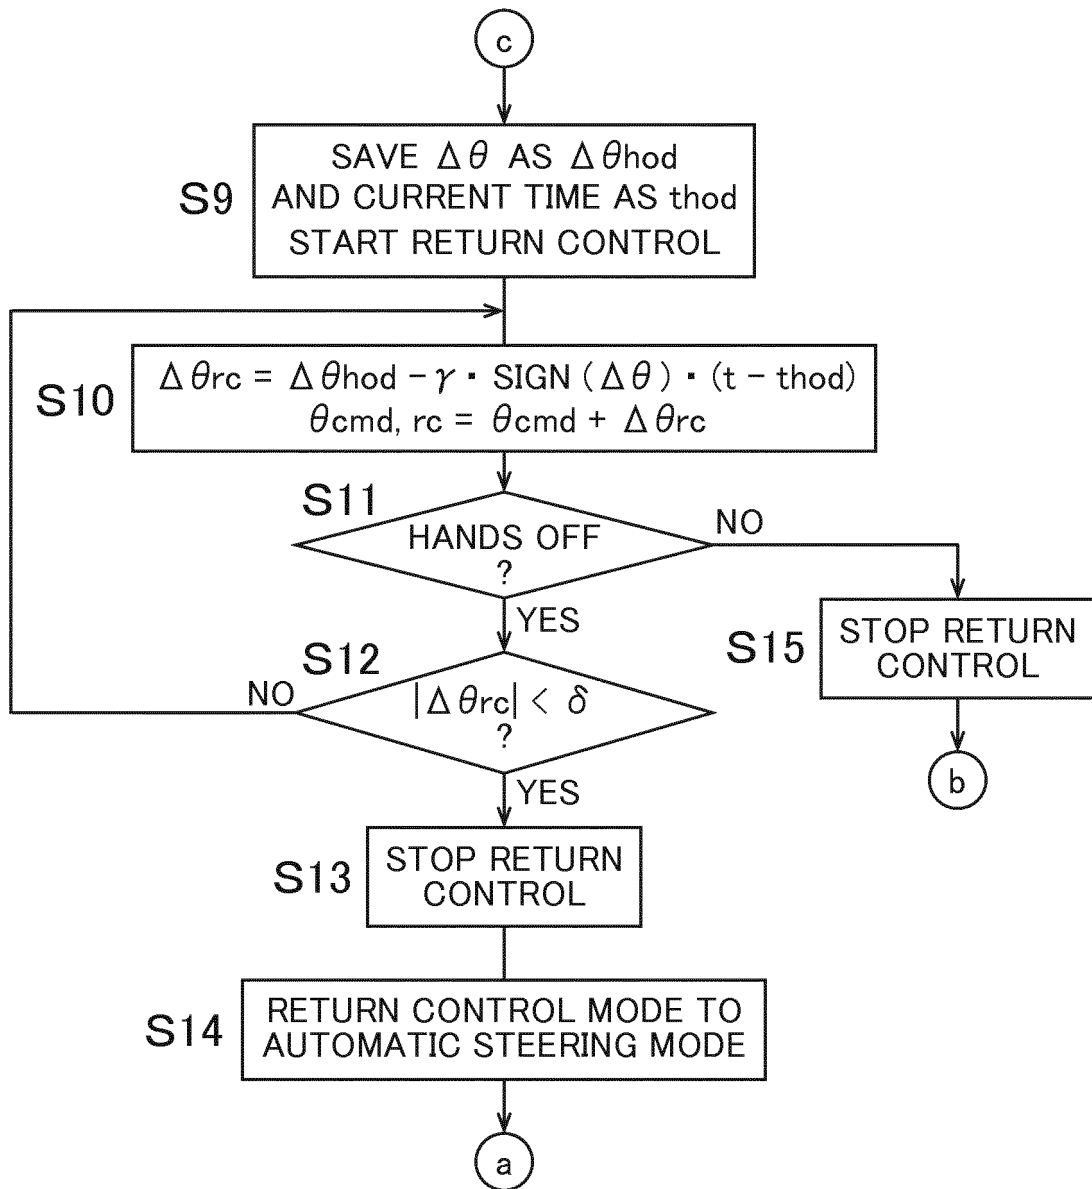 c
S9
SAVE Δθ AS Δθhod
AND CURRENT TIME AS thod
START RETURN CONTROL
S10
Δθrc = Δθhod − γ · SIGN (Δθ) · (t − thod)
θcmd, rc = θcmd + Δθrc
S11
HANDS OFF
?
NO
YES
S15
STOP RETURN
CONTROL
b
S12
|Δθrc| < δ
?
NO
YES
S13
STOP RETURN
CONTROL
S14
RETURN CONTROL MODE TO
AUTOMATIC STEERING MODE
a